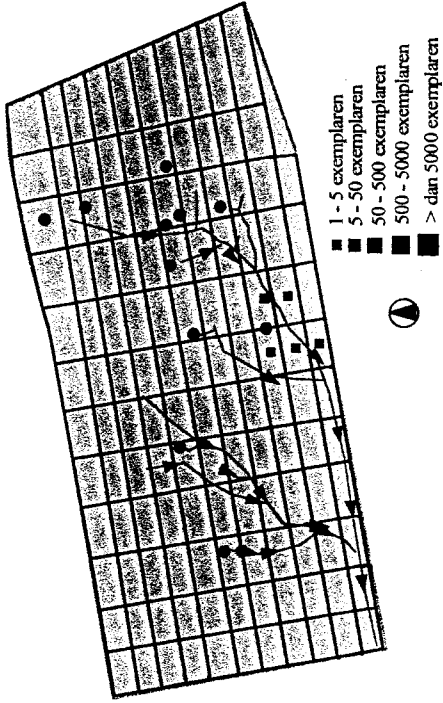 1 - 5 exemplaren
5 - 50 exemplaren
50 - 500 exemplaren
500 - 5000 exemplaren
> dan 5000 exemplaren